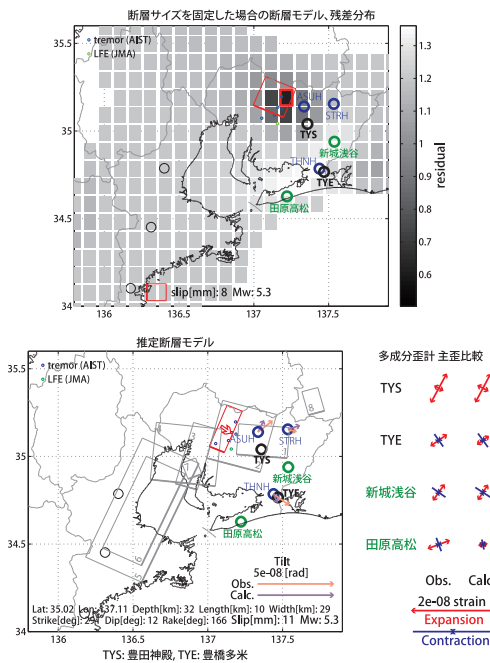 断層サイズを固定した場合の断層モデル、残差分布
tremor (AIST)
LFE (JMA)
35.5
35
34.5
34
136
136.5
137
137.5
ASUH
STRH
TYS
新城浅谷
THNH
TYE
田原高松
slip[mm]: 8 Mw: 5.3
1.3
1.2
1.1
1
0.9
0.8
0.7
0.6
residual
推定断層モデル
tremor (AIST)
LFE (JMA)
35.5
35
34.5
34
136
136.5
137
137.5
8
ASUH
STRH
TYS
新城浅谷
THNH
TYE
田原高松
Tilt
5e-08 [rad]
Obs.
Calc.
Lat: 35.02 Lon: 137.11 Depth[km]: 32 Length[km]: 10 Width[km]: 29
Strike[deg]: 294 Dip[deg]: 12 Rake[deg]: 166 Slip[mm]: 11 Mw: 5.3
TYS: 豊田神殿, TYE: 豊橋多米
多成分歪計 主歪比較
TYS
TYE
新城浅谷
田原高松
Obs.
Calc
2e-08 strain
Expansion
Contraction